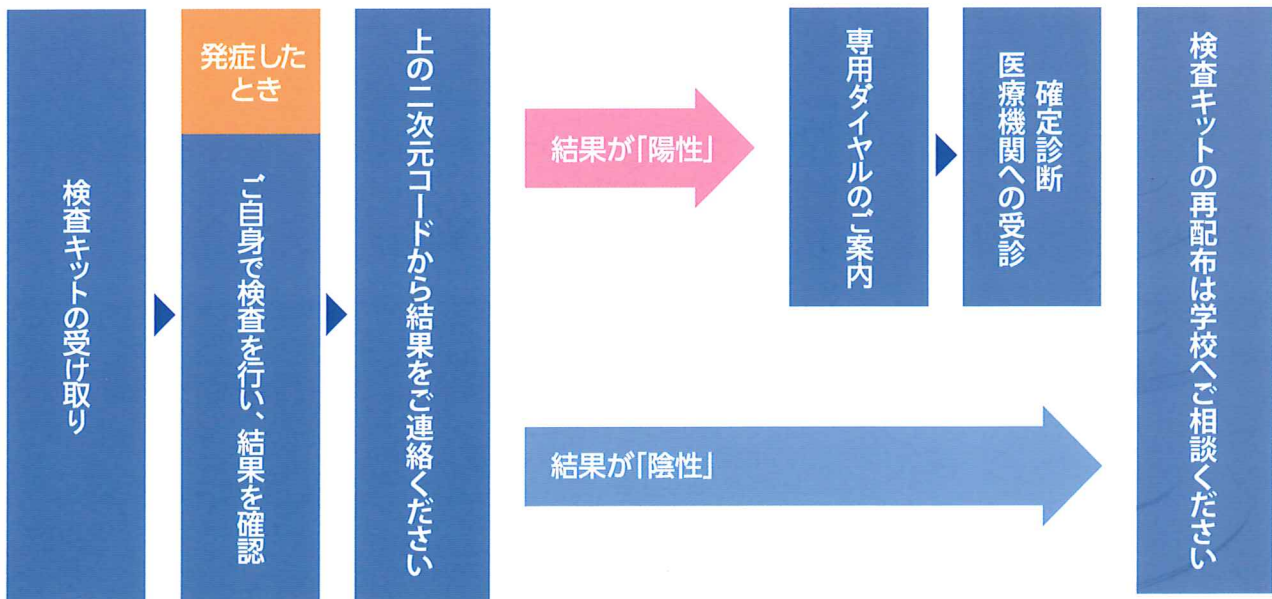 検査キットの受け取り
発症した
とき
ご自身で検査を行い、結果を確認
上の二次元コードから結果をご連絡ください
結果が「陽性」
専用ダイヤルのご案内
確定診断
医療機関への受診
結果が「陰性」
検査キットの再配布は学校へご相談ください